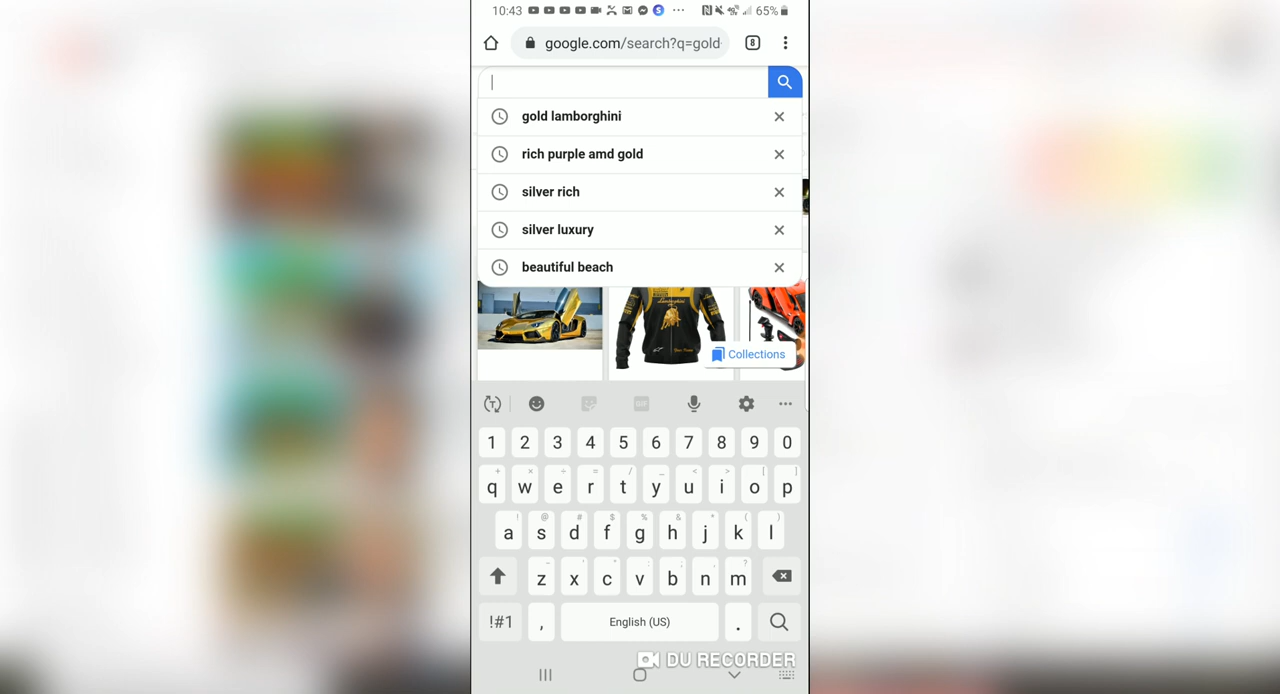 10:43 65%
google.com/search?q=gold 8
gold lamborghini
rich purple amd gold
silver rich
silver luxury
beautiful beach
Collections
1 2 3 4 5 6 7 8 9 0
q w e r t y u i o p
a s d f g h j k l
z x c v b n m
!#1 , English (US) .
DU RECORDER